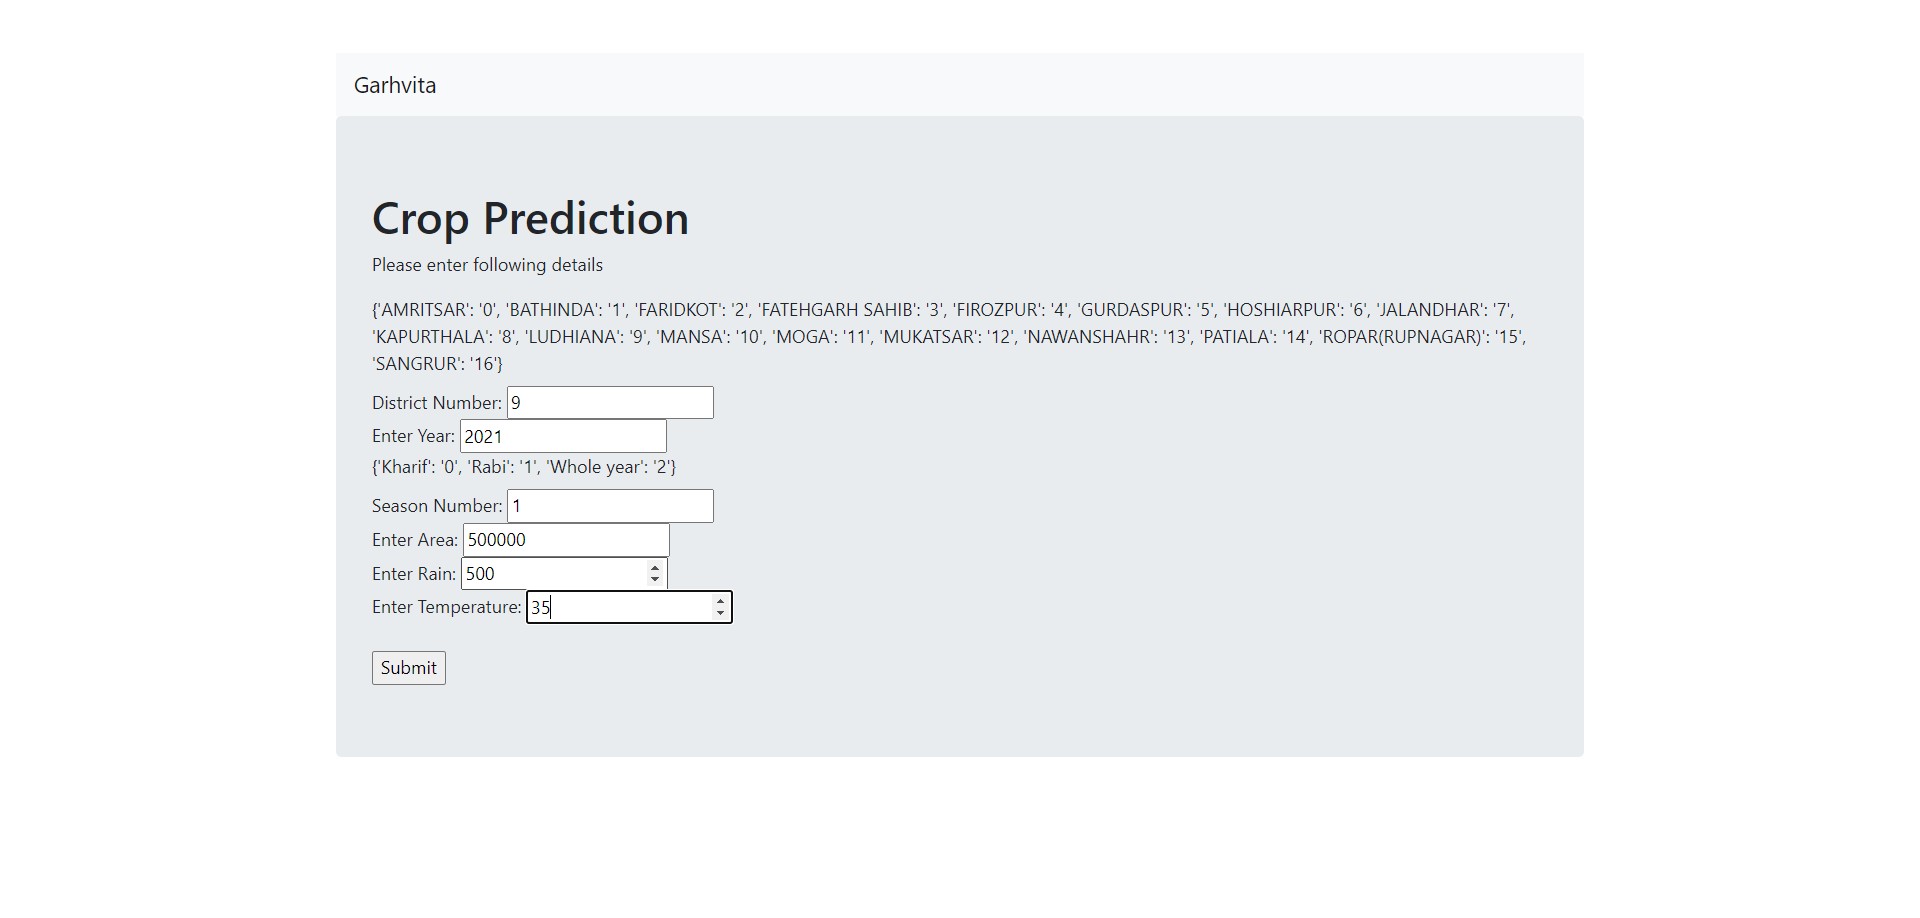 Garhvita
Crop Prediction
Please enter following details
{'AMRITSAR': '0', 'BATHINDA': '1', 'FARIDKOT': '2', 'FATEHGARH SAHIB': '3', 'FIROZPUR': '4', 'GURDASPUR': '5', 'HOSHIARPUR': '6', 'JALANDHAR': '7',
'KAPURTHALA': '8', 'LUDHIANA': '9', 'MANSA': '10', 'MOGA': '11', 'MUKATSAR': '12', 'NAWANSHAHR': '13', 'PATIALA': '14', 'ROPAR(RUPNAGAR)': '15',
'SANGRUR': '16'}
District Number: 9
Enter Year: 2021
{'Kharif': '0', 'Rabi': '1', 'Whole year': '2'}
Season Number: 1
Enter Area: 500000
Enter Rain: 500
Enter Temperature: 35
Submit